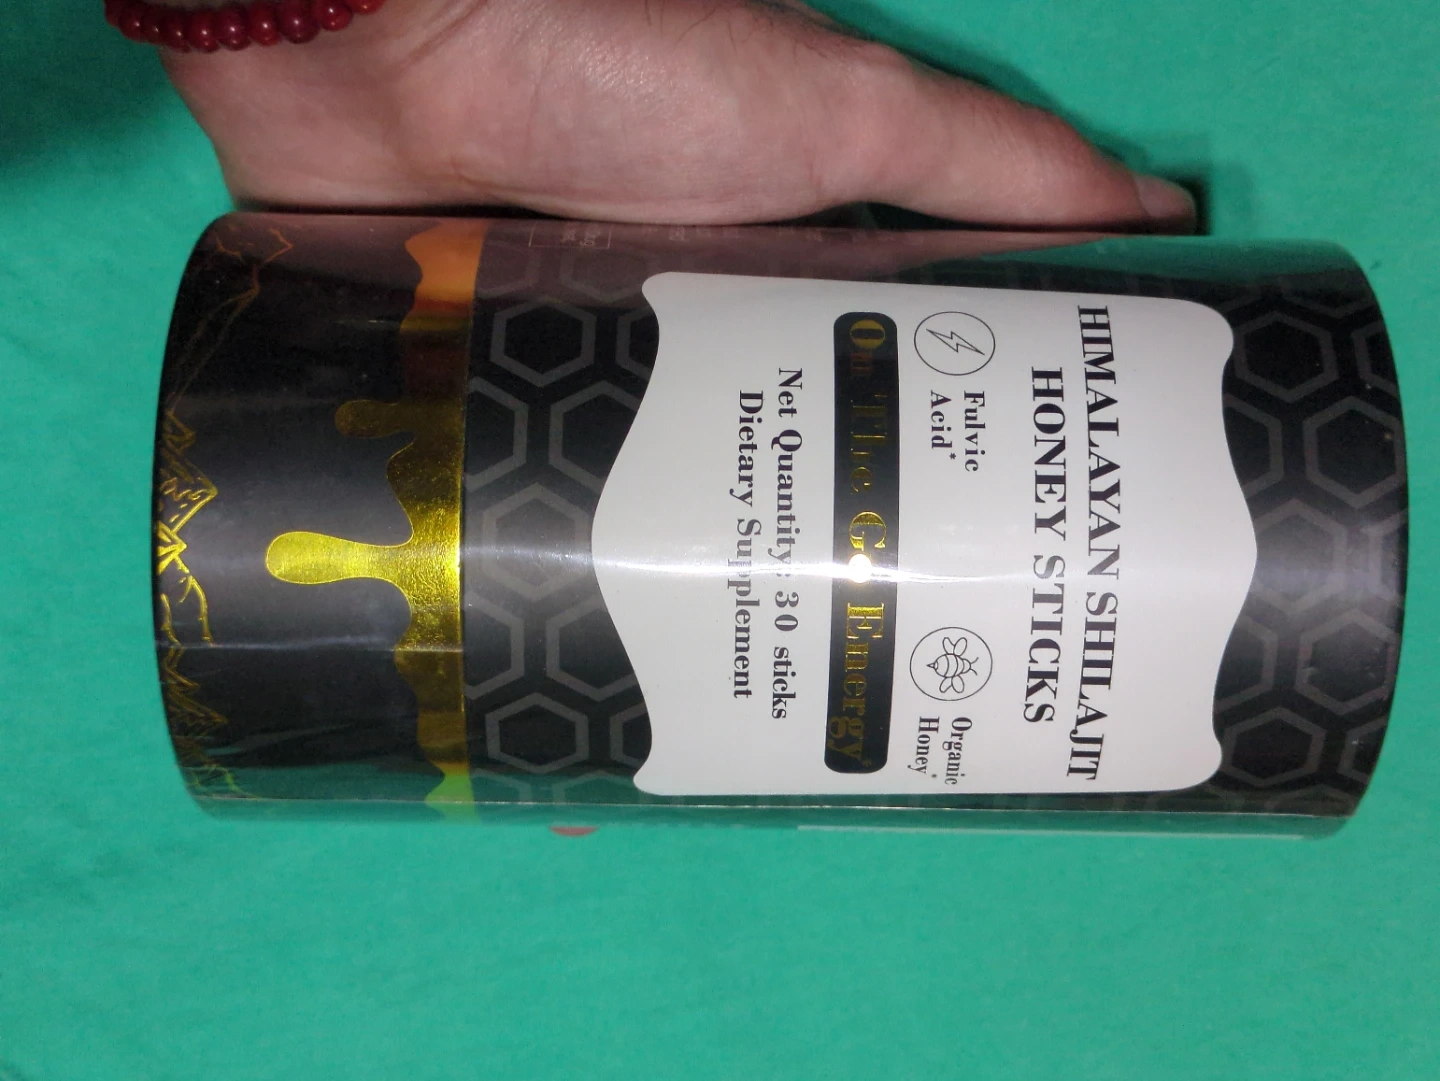 HIMALAYAN SHILAJIT
HONEY STICKS
Fulvic
Acid*
Organic
Honey*
On The Go Energy*
Net Quantity: 30 sticks
Dietary Supplement